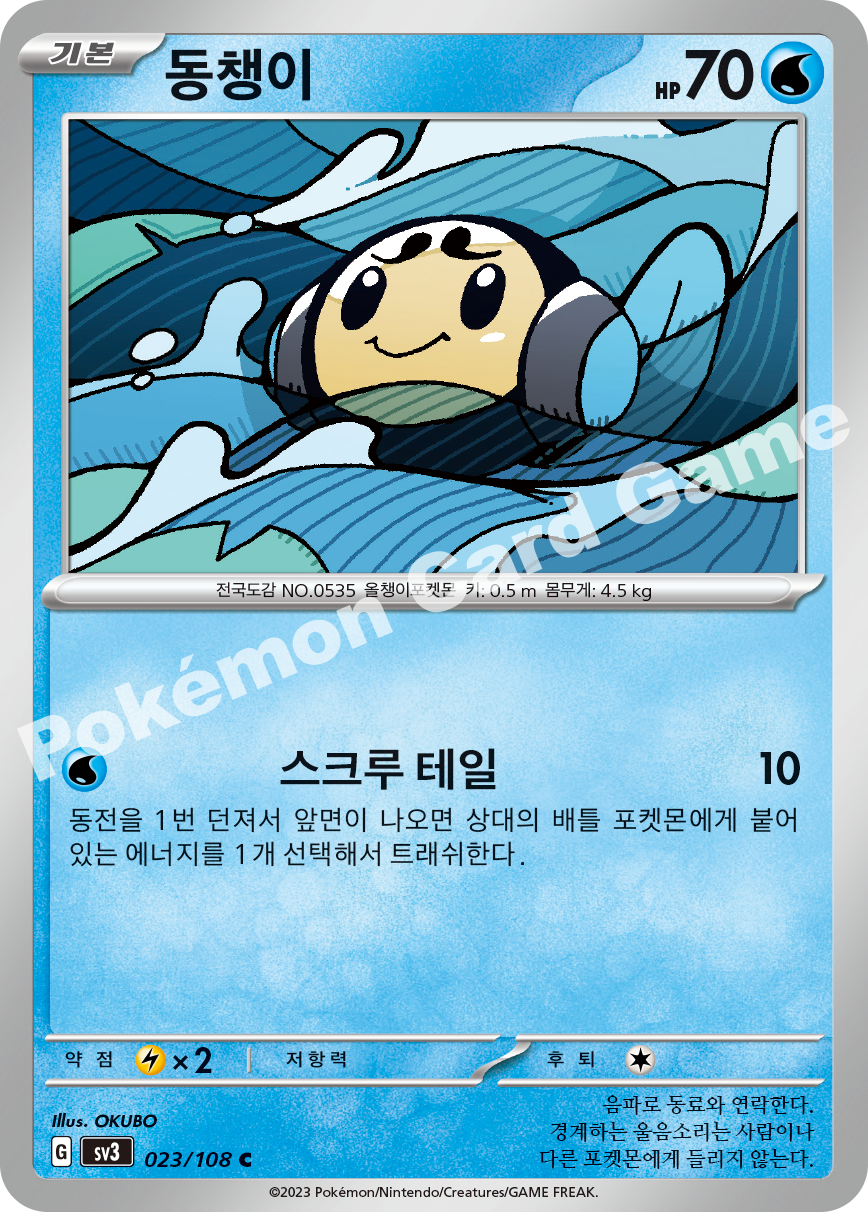 기본
동챙이
HP 70
전국도감 NO.0535 올챙이포켓몬 키: 0.5 m 몸무게: 4.5 kg
Pokémon Card Game
스크루 테일 10
동전을 1번 던져서 앞면이 나오면 상대의 배틀 포켓몬에게 붙어
있는 에너지를 1개 선택해서 트래쉬한다.
약점 ×2 저항력 후퇴
Illus. OKUBO
음파로 동료와 연락한다.
경계하는 울음소리는 사람이나
다른 포켓몬에게 들리지 않는다.
G sv3 023/108 C
©2023 Pokémon/Nintendo/Creatures/GAME FREAK.